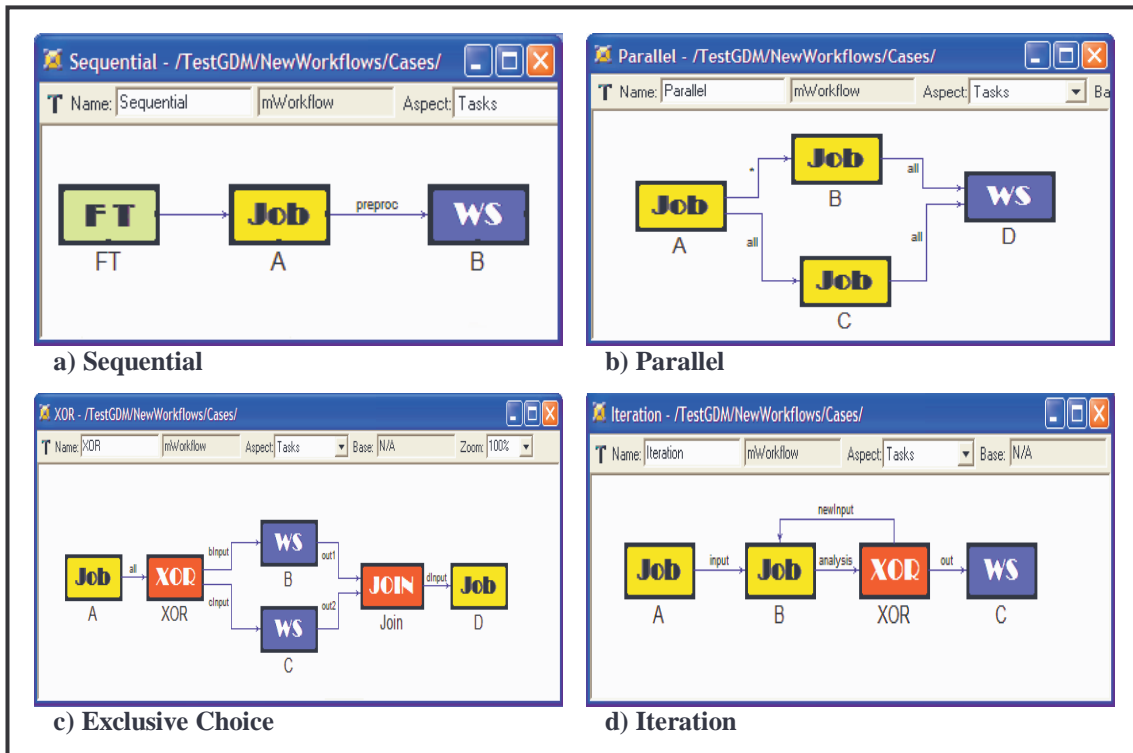 Sequential - /TestGDM/NewWorkflows/Cases/
T Name: Sequential mWorkflow Aspect: Tasks
FT Job preproc WS
FT A B
a) Sequential
Parallel - /TestGDM/NewWorkflows/Cases/
T Name: Parallel mWorkflow Aspect: Tasks Ba
* Job all
B
Job WS
A D
all all
Job
C
b) Parallel
XOR - /TestGDM/NewWorkflows/Cases/
T Name: XOR mWorkflow Aspect: Tasks Base: N/A Zoom: 100%
bInput WS out1
B
Job all XOR JOIN dInput Job
A XOR Join D
cInput WS out2
C
c) Exclusive Choice
Iteration - /TestGDM/NewWorkflows/Cases/
T Name: Iteration mWorkflow Aspect: Tasks Base: N/A
newInput
Job input Job analysis XOR out WS
A B XOR C
d) Iteration